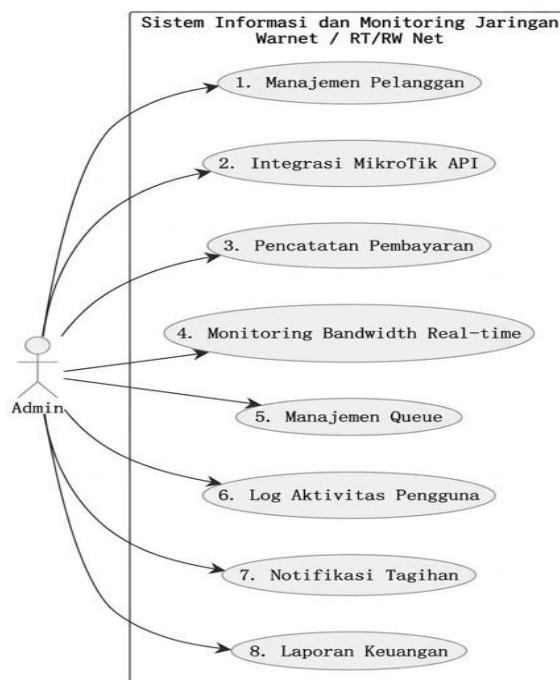 Sistem Informasi dan Monitoring Jaringan
Warnet / RT/RW Net
1. Manajemen Pelanggan
2. Integrasi MikroTik API
3. Pencatatan Pembayaran
4. Monitoring Bandwidth Real-time
Admin
5. Manajemen Queue
6. Log Aktivitas Pengguna
7. Notifikasi Tagihan
8. Laporan Keuangan